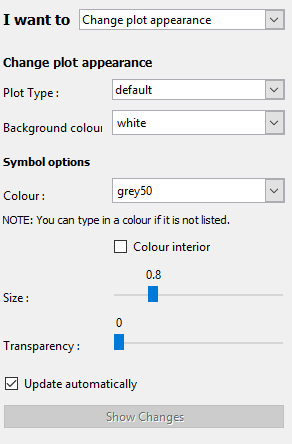 I want to Change plot appearance
Change plot appearance
Plot Type : default
Background colour white
Symbol options
Colour : grey50
NOTE: You can type in a colour if it is not listed.
Colour interior
0.8
Size :
0
Transparency :
Update automatically
Show Changes